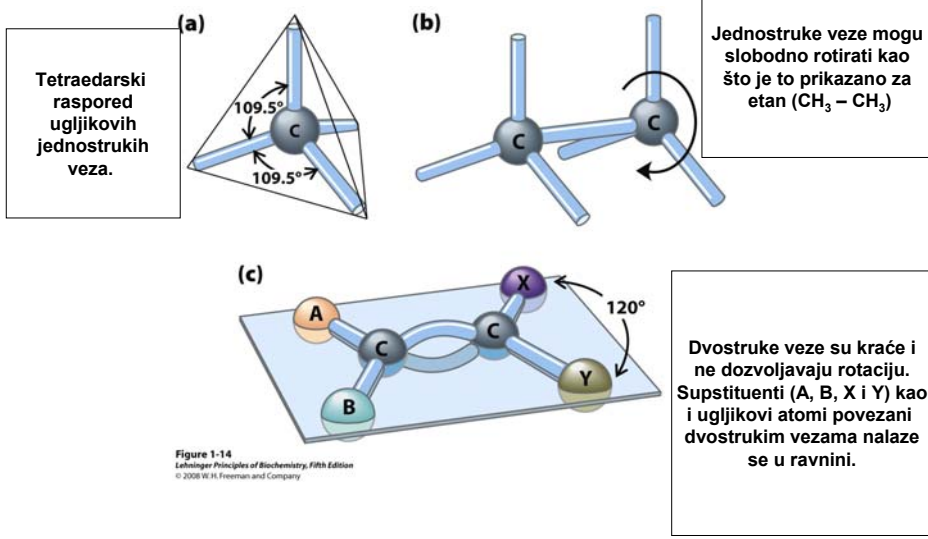 Tetraedarski
raspored
ugljikovih
jednostrukih
veza.
(a)
109.5°
C
109.5°
(b)
C
C
Jednostruke veze mogu
slobodno rotirati kao
što je to prikazano za
etan (CH₃ – CH₃)
(c)
A
B
C
C
X
Y
120°
Dvostruke veze su kraće i
ne dozvoljavaju rotaciju.
Supstituenti (A, B, X i Y) kao
i ugljikovi atomi povezani
dvostrukim vezama nalaze
se u ravnini.
Figure 1-14
Lehninger Principles of Biochemistry, Fifth Edition
© 2008 W. H. Freeman and Company